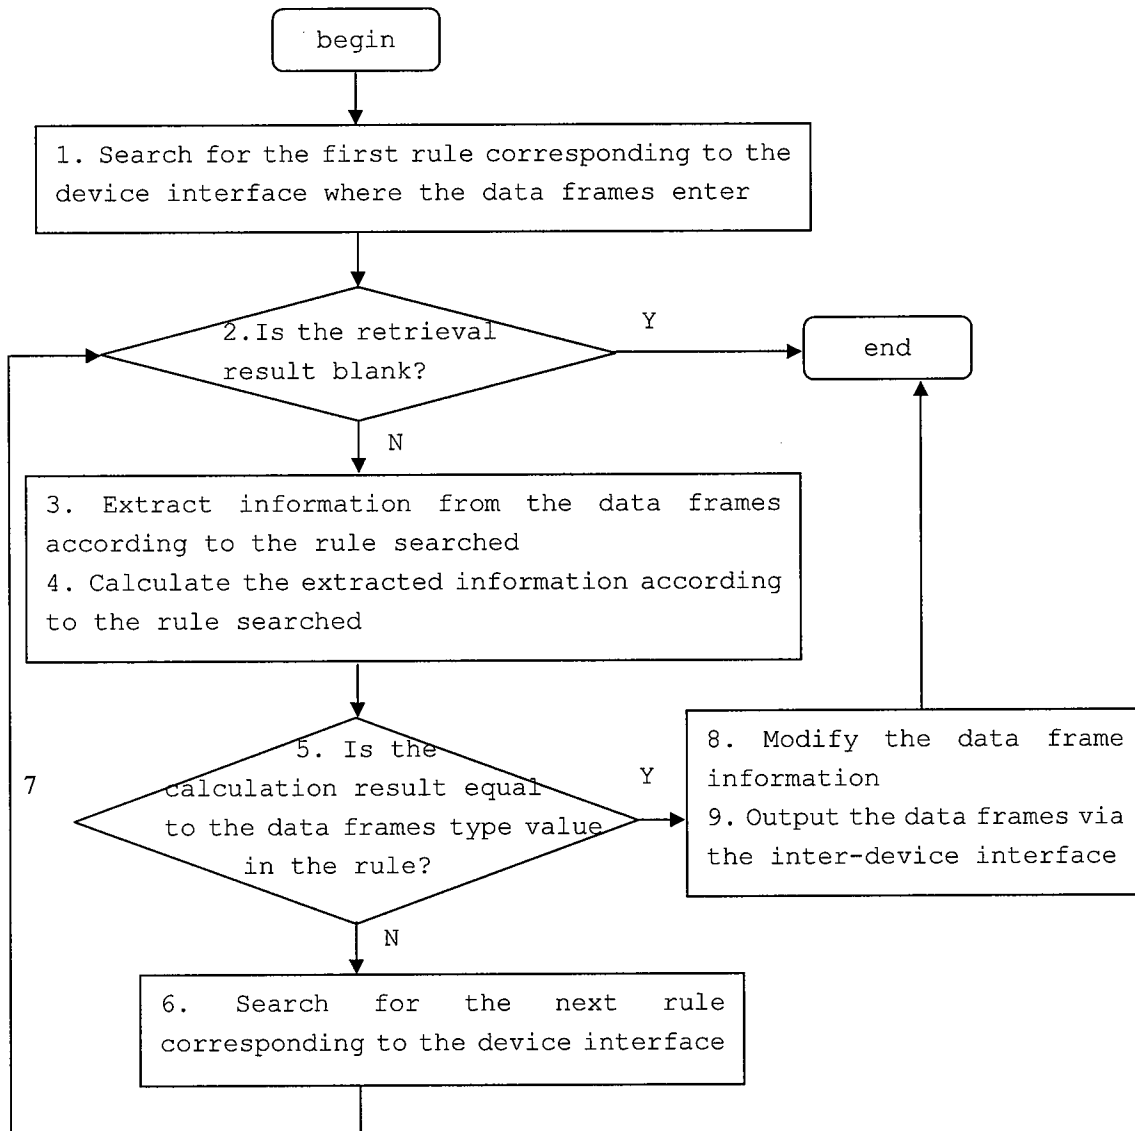 begin
1. Search for the first rule corresponding to the
device interface where the data frames enter
2.Is the retrieval
result blank?
Y
end
N
3. Extract information from the data frames
according to the rule searched
4. Calculate the extracted information according
to the rule searched
5. Is the
calculation result equal
to the data frames type value
in the rule?
Y
8. Modify the data frame
information
9. Output the data frames via
the inter-device interface
7
N
6. Search for the next rule
corresponding to the device interface